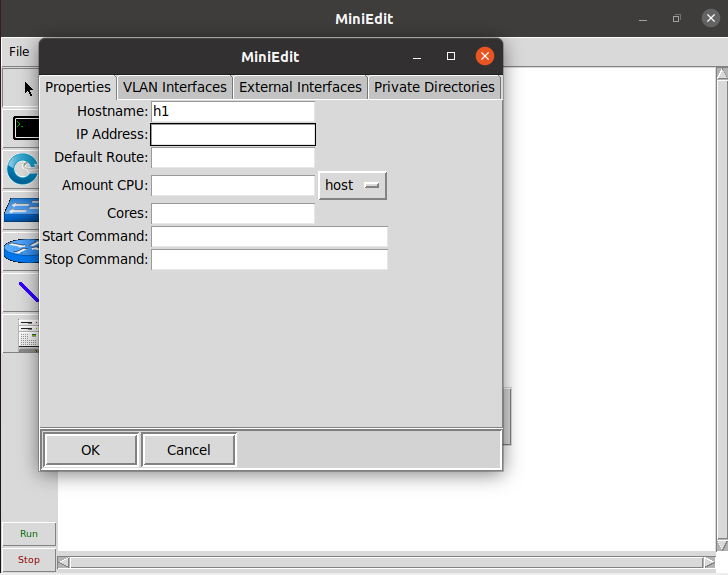 MiniEdit
File
MiniEdit
Properties VLAN Interfaces External Interfaces Private Directories
Hostname: h1
IP Address:
Default Route:
Amount CPU: host
Cores:
Start Command:
Stop Command:
OK Cancel
Run
Stop